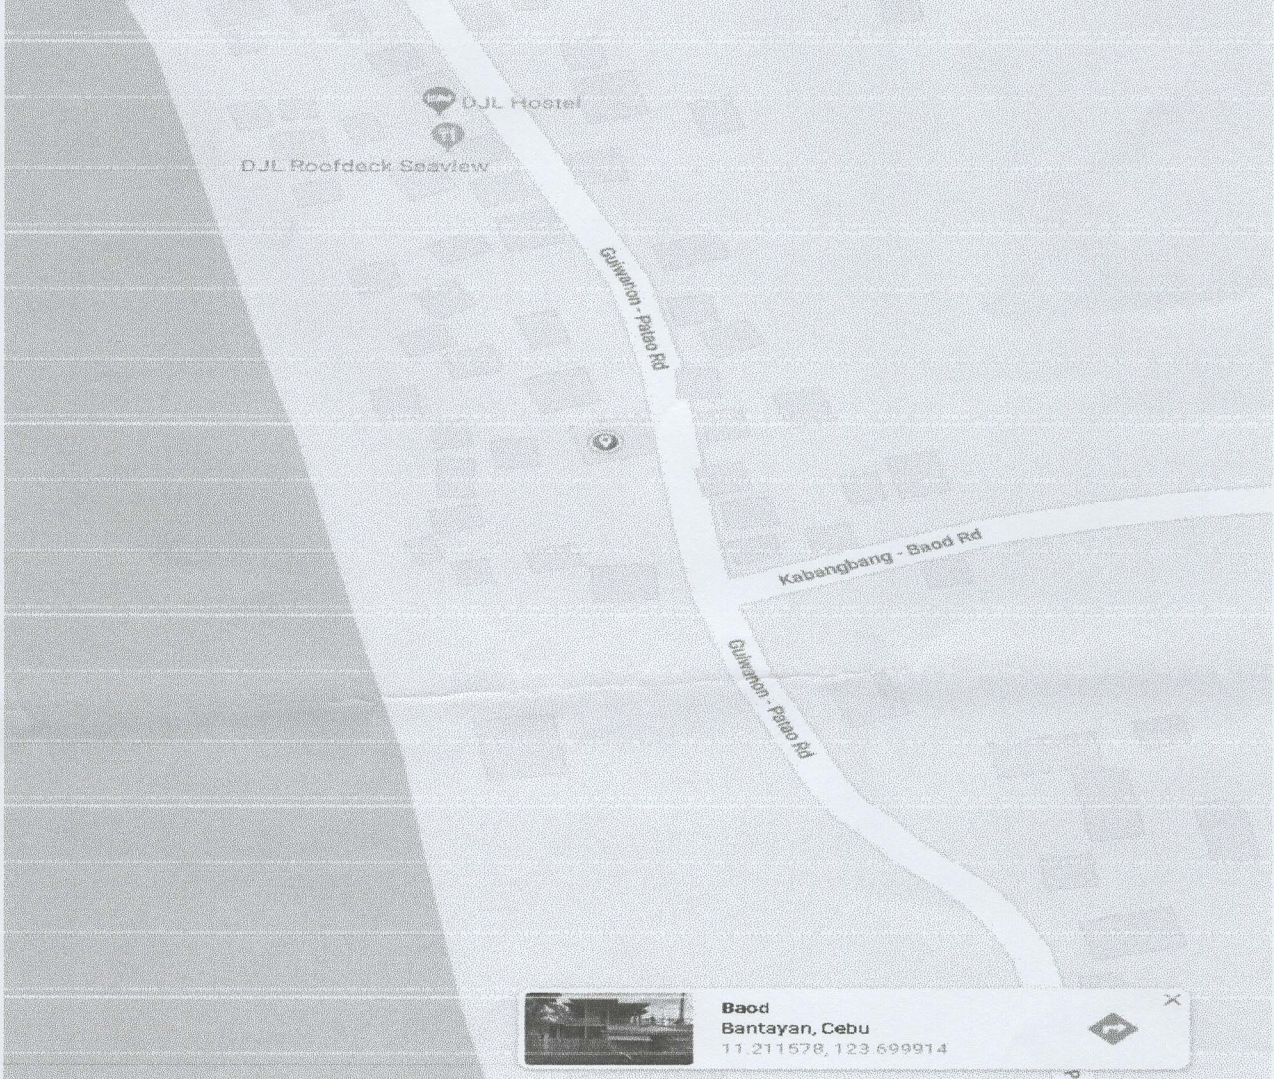 DJL Hostel
DJL Roofdeck Seaview
Guiwanon - Patao Rd
Kabangbang - Baod Rd
Guiwanon - Patao Rd
Baod
Bantayan, Cebu
11.211578, 123.699914